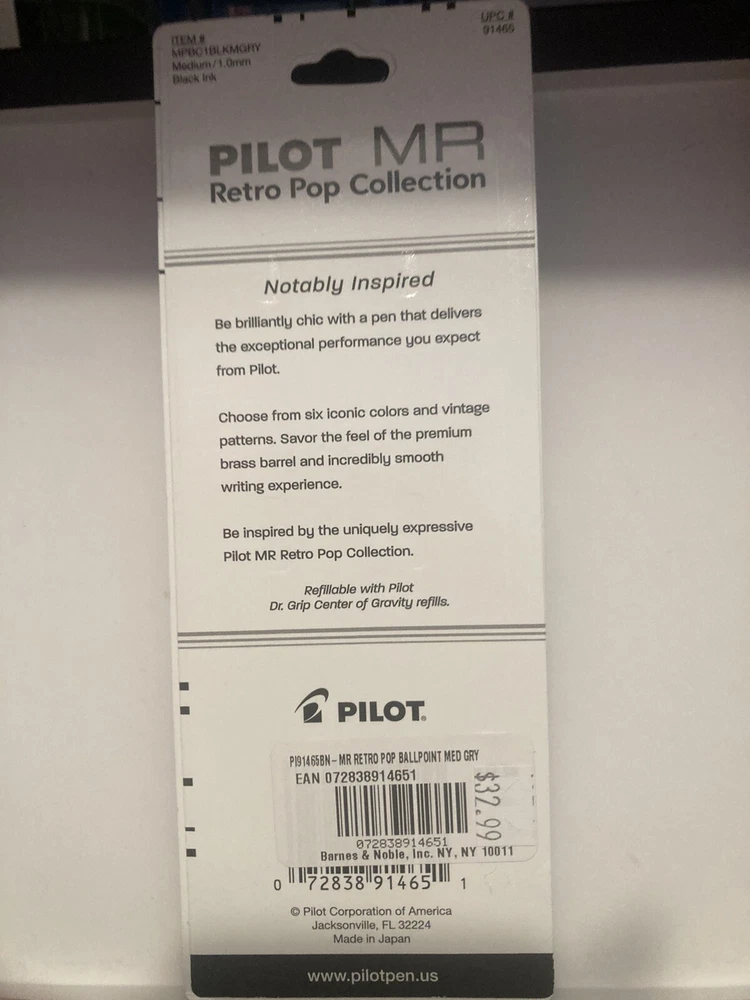 ITEM #
MPBC1BLKMGRY
Medium/1.0mm
Black Ink
UPC #
91465
PILOT MR
Retro Pop Collection
Notably Inspired
Be brilliantly chic with a pen that delivers
the exceptional performance you expect
from Pilot.
Choose from six iconic colors and vintage
patterns. Savor the feel of the premium
brass barrel and incredibly smooth
writing experience.
Be inspired by the uniquely expressive
Pilot MR Retro Pop Collection.
Refillable with Pilot
Dr. Grip Center of Gravity refills.
PILOT®
PI91465BN - MR RETRO POP BALLPOINT MED GRY
EAN 072838914651
$32.99
072838914651
Barnes & Noble, Inc. NY, NY 10011
0 72838 91465 1
© Pilot Corporation of America
Jacksonville, FL 32224
Made in Japan
www.pilotpen.us